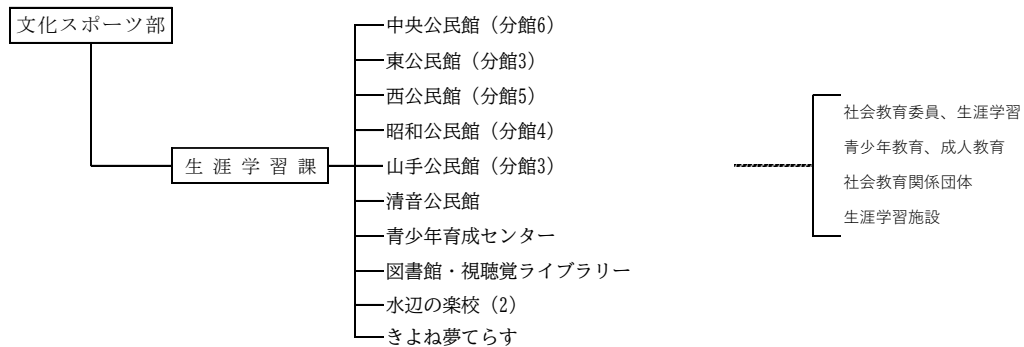 文化スポーツ部
生涯学習課
中央公民館（分館6）
東公民館（分館3）
西公民館（分館5）
昭和公民館（分館4）
山手公民館（分館3）
清音公民館
青少年育成センター
図書館・視聴覚ライブラリー
水辺の楽校（2）
きよね夢てらす
社会教育委員、生涯学習
青少年教育、成人教育
社会教育関係団体
生涯学習施設